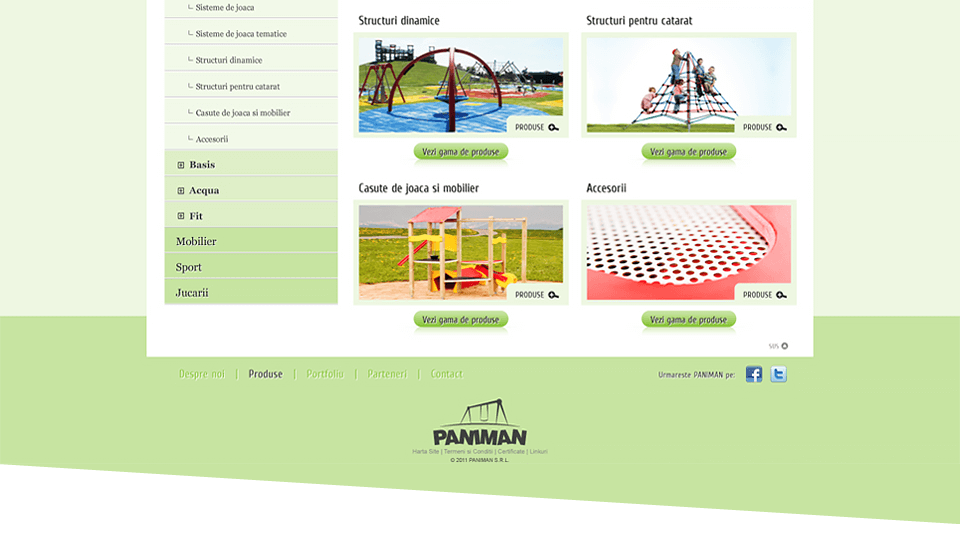 Sisteme de joaca
Sisteme de joaca tematice
Structuri dinamice
Structuri pentru catarat
Casute de joaca si mobilier
Accesorii
Basis
Acqua
Fit
Mobilier
Sport
Jucarii
Structuri dinamice
PRODUSE
Vezi gama de produse
Structuri pentru catarat
PRODUSE
Vezi gama de produse
Casute de joaca si mobilier
PRODUSE
Vezi gama de produse
Accesorii
PRODUSE
Vezi gama de produse
sus
Despre noi | Produse | Portfoliu | Parteneri | Contact
Urmareste PANIMAN pe:
PANIMAN
Harta Site | Termeni si Conditii | Certificate | Linkuri
© 2011 PANIMAN S.R.L.